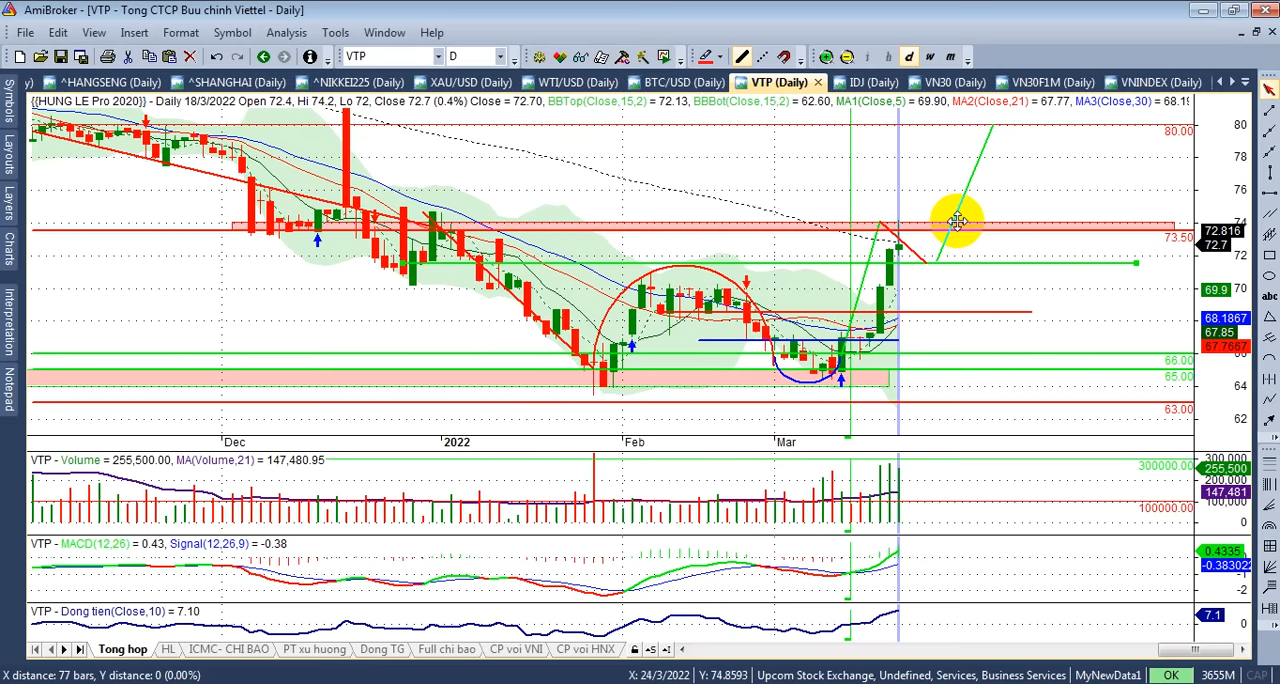 AmiBroker - [VTP - Tong CTCP Buu chinh Viettel - Daily]
File Edit View Insert Format Symbol Analysis Tools Window Help
VTP D d w m
^HANGSENG (Daily) ^SHANGHAI (Daily) ^NIKKEI225 (Daily) XAU/USD (Daily) WTI/USD (Daily) BTC/USD (Daily) VTP (Daily) IDJ (Daily) VN30 (Daily) VN30F1M (Daily) VNINDEX (Daily)
Symbols
Layouts
Layers
Charts
Interpretation
Notepad
{{HUNG LE Pro 2020}} - Daily 18/3/2022 Open 72.4, Hi 74.2, Lo 72, Close 72.7 (0.4%) Close = 72.70, BBTop(Close,15,2) = 72.13, BBBot(Close,15,2) = 62.60, MA1(Close,5) = 69.90, MA2(Close,21) = 67.77, MA3(Close,30) = 68.19
80.00 80
78
76
74
73.50 72.816
72.7
72
70
69.9
68.1867
67.85
67.7667
66.00
65.00
64
63.00
62
Dec 2022 Feb Mar
VTP - Volume = 255,500.00, MA(Volume,21) = 147,480.95
300000.00 300,000
255,500
200,000
147,481
100,000
100000.00
0
VTP - MACD(12,26) = 0.43, Signal(12,26,9) = -0.38
0.4335
-0.383022
-1
-2
VTP - Dong tien(Close,10) = 7.10
7.1
0
Tong hop HL ICMC- CHI BAO PT xu huong Dong TG Full chi bao CP voi VNI CP voi HNX
X distance: 77 bars, Y distance: 0 (0.00%) X: 24/3/2022 Y: 74.8593 Upcom Stock Exchange, Undefined, Services, Business Services MyNewData1 OK 3655M CAP
abc